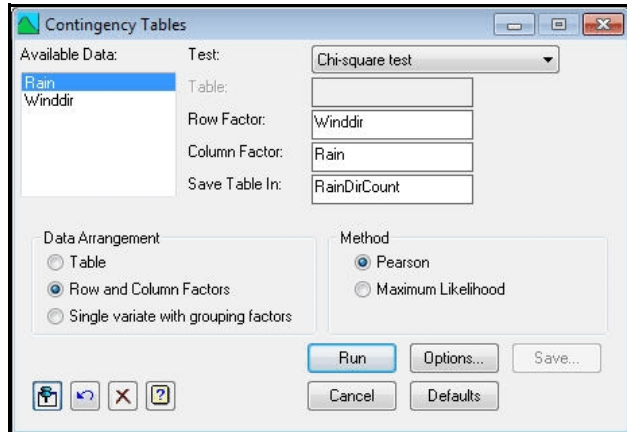 Contingency Tables
Available Data:
Rain
Winddir
Test:
Chi-square test
Table:
Row Factor:
Winddir
Column Factor:
Rain
Save Table In:
RainDirCount
Data Arrangement
Table
Row and Column Factors
Single variate with grouping factors
Method
Pearson
Maximum Likelihood
Run
Options...
Save...
Cancel
Defaults